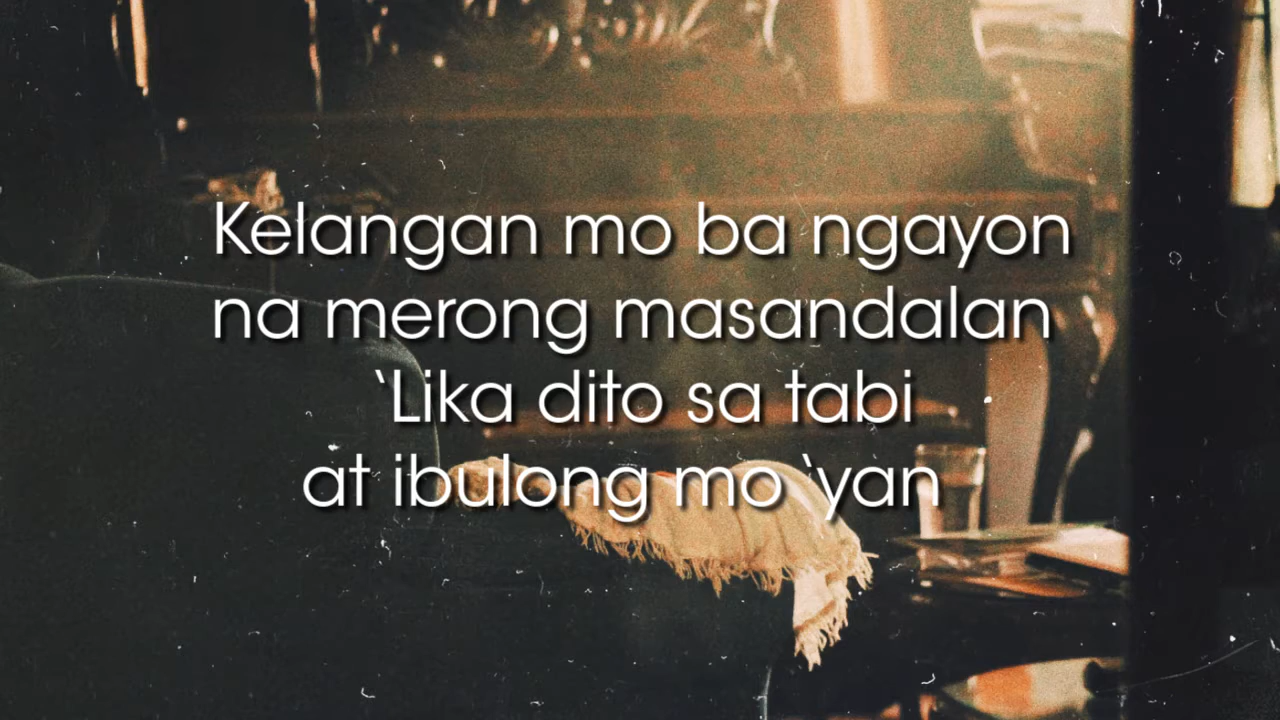 Kelangan mo ba ngayon
na merong masandalan
‛Lika dito sa tabi
at ibulong mo ‛yan